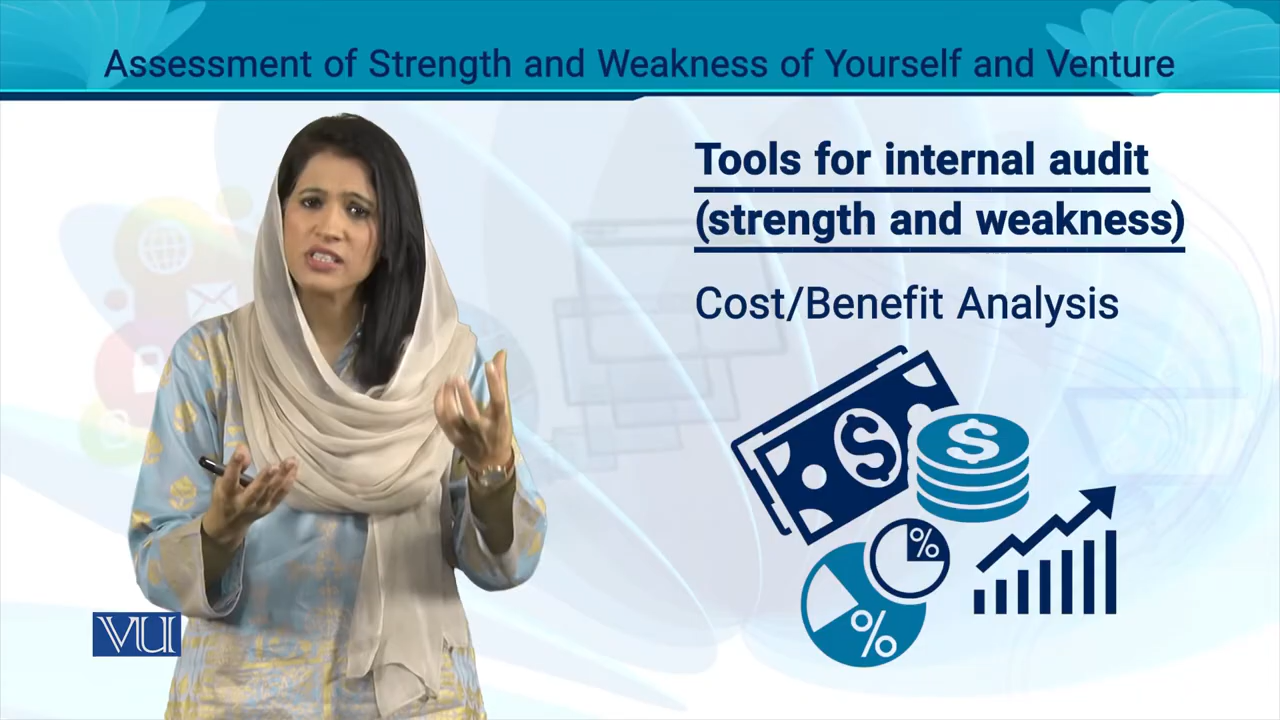 Assessment of Strength and Weakness of Yourself and Venture
Tools for internal audit
(strength and weakness)
Cost/Benefit Analysis
$
$
%
%
VU